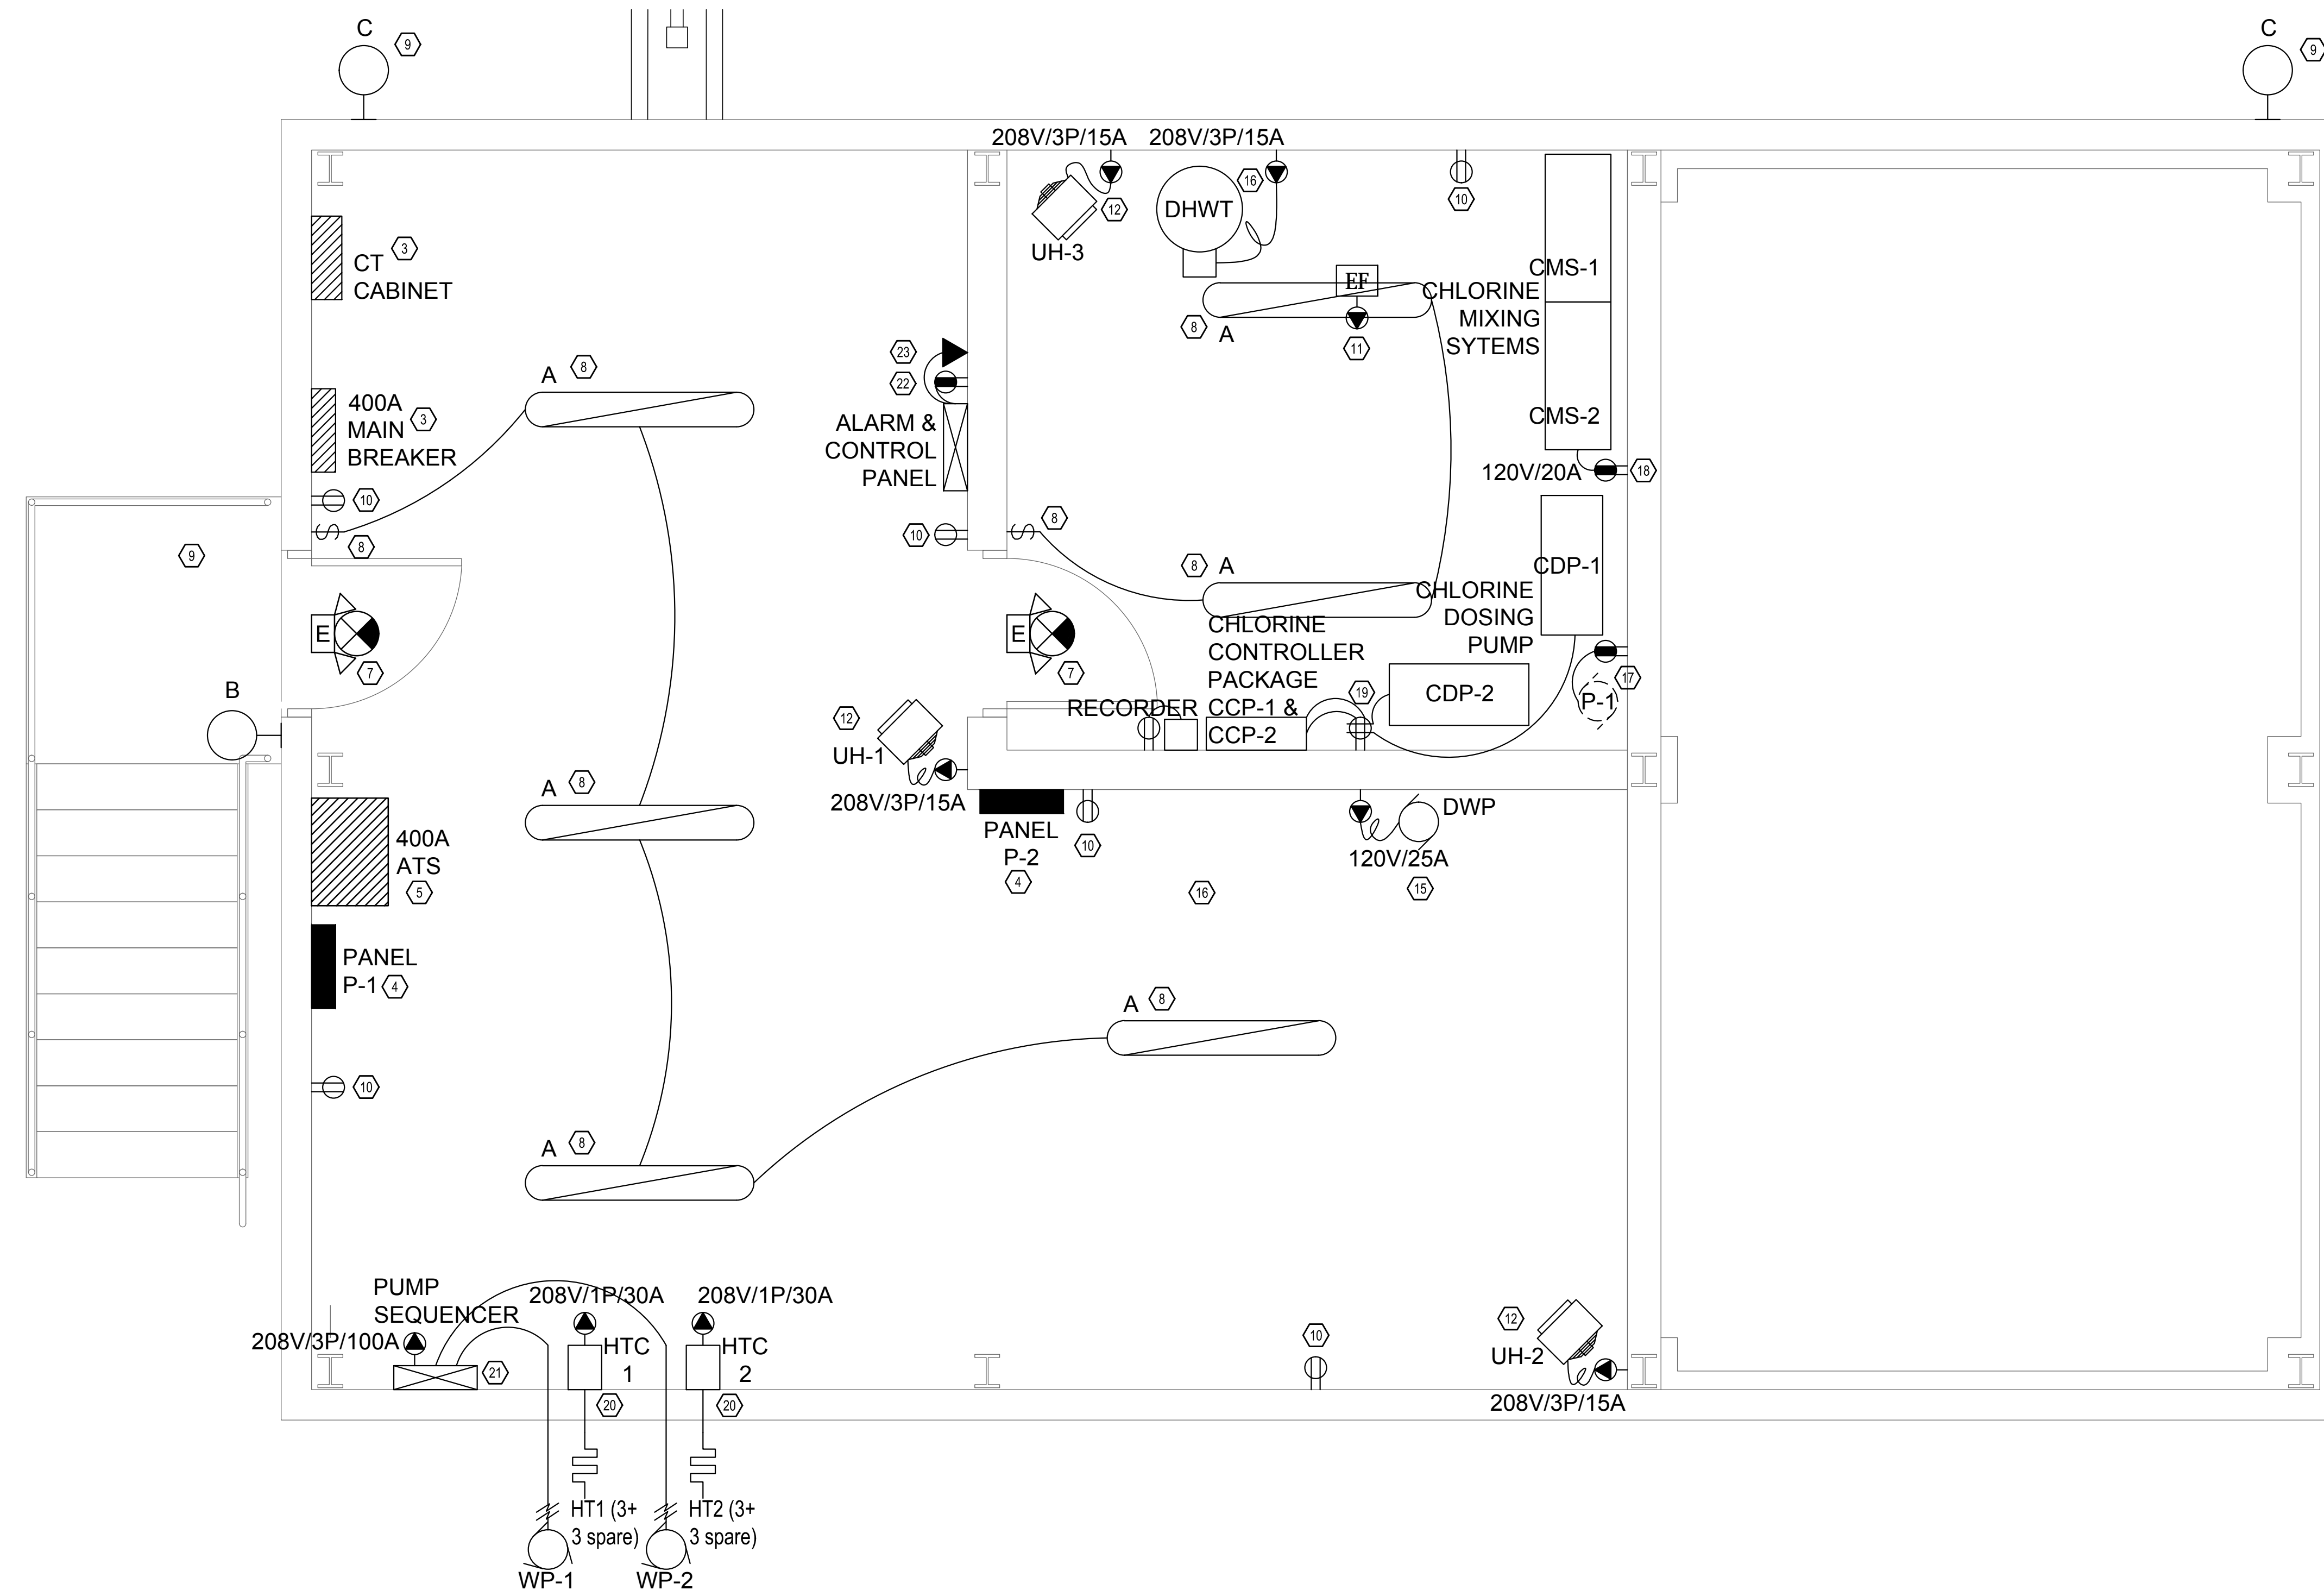 C
9
C
9
208V/3P/15A
208V/3P/15A
12
UH-3
DHWT
16
10
CT
CABINET
3
EF
8
A
11
CMS-1
CHLORINE
MIXING
SYTEMS
CMS-2
23
22
A
8
400A
MAIN
BREAKER
3
ALARM &
CONTROL
PANEL
120V/20A
18
10
8
10
8
9
8
A
CDP-1
CHLORINE
DOSING
PUMP
E
7
E
7
CHLORINE
CONTROLLER
PACKAGE
CCP-1 &
CCP-2
RECORDER
19
CDP-2
17
P-1
B
12
UH-1
208V/3P/15A
A
8
PANEL
P-2
4
10
DWP
120V/25A
15
16
400A
ATS
5
PANEL
P-1
4
A
8
10
A
8
PUMP
SEQUENCER
208V/3P/100A
21
208V/1P/30A
208V/1P/30A
HTC
1
HTC
2
20
20
10
12
UH-2
208V/3P/15A
HT1 (3+
3 spare)
HT2 (3+
3 spare)
WP-1
WP-2